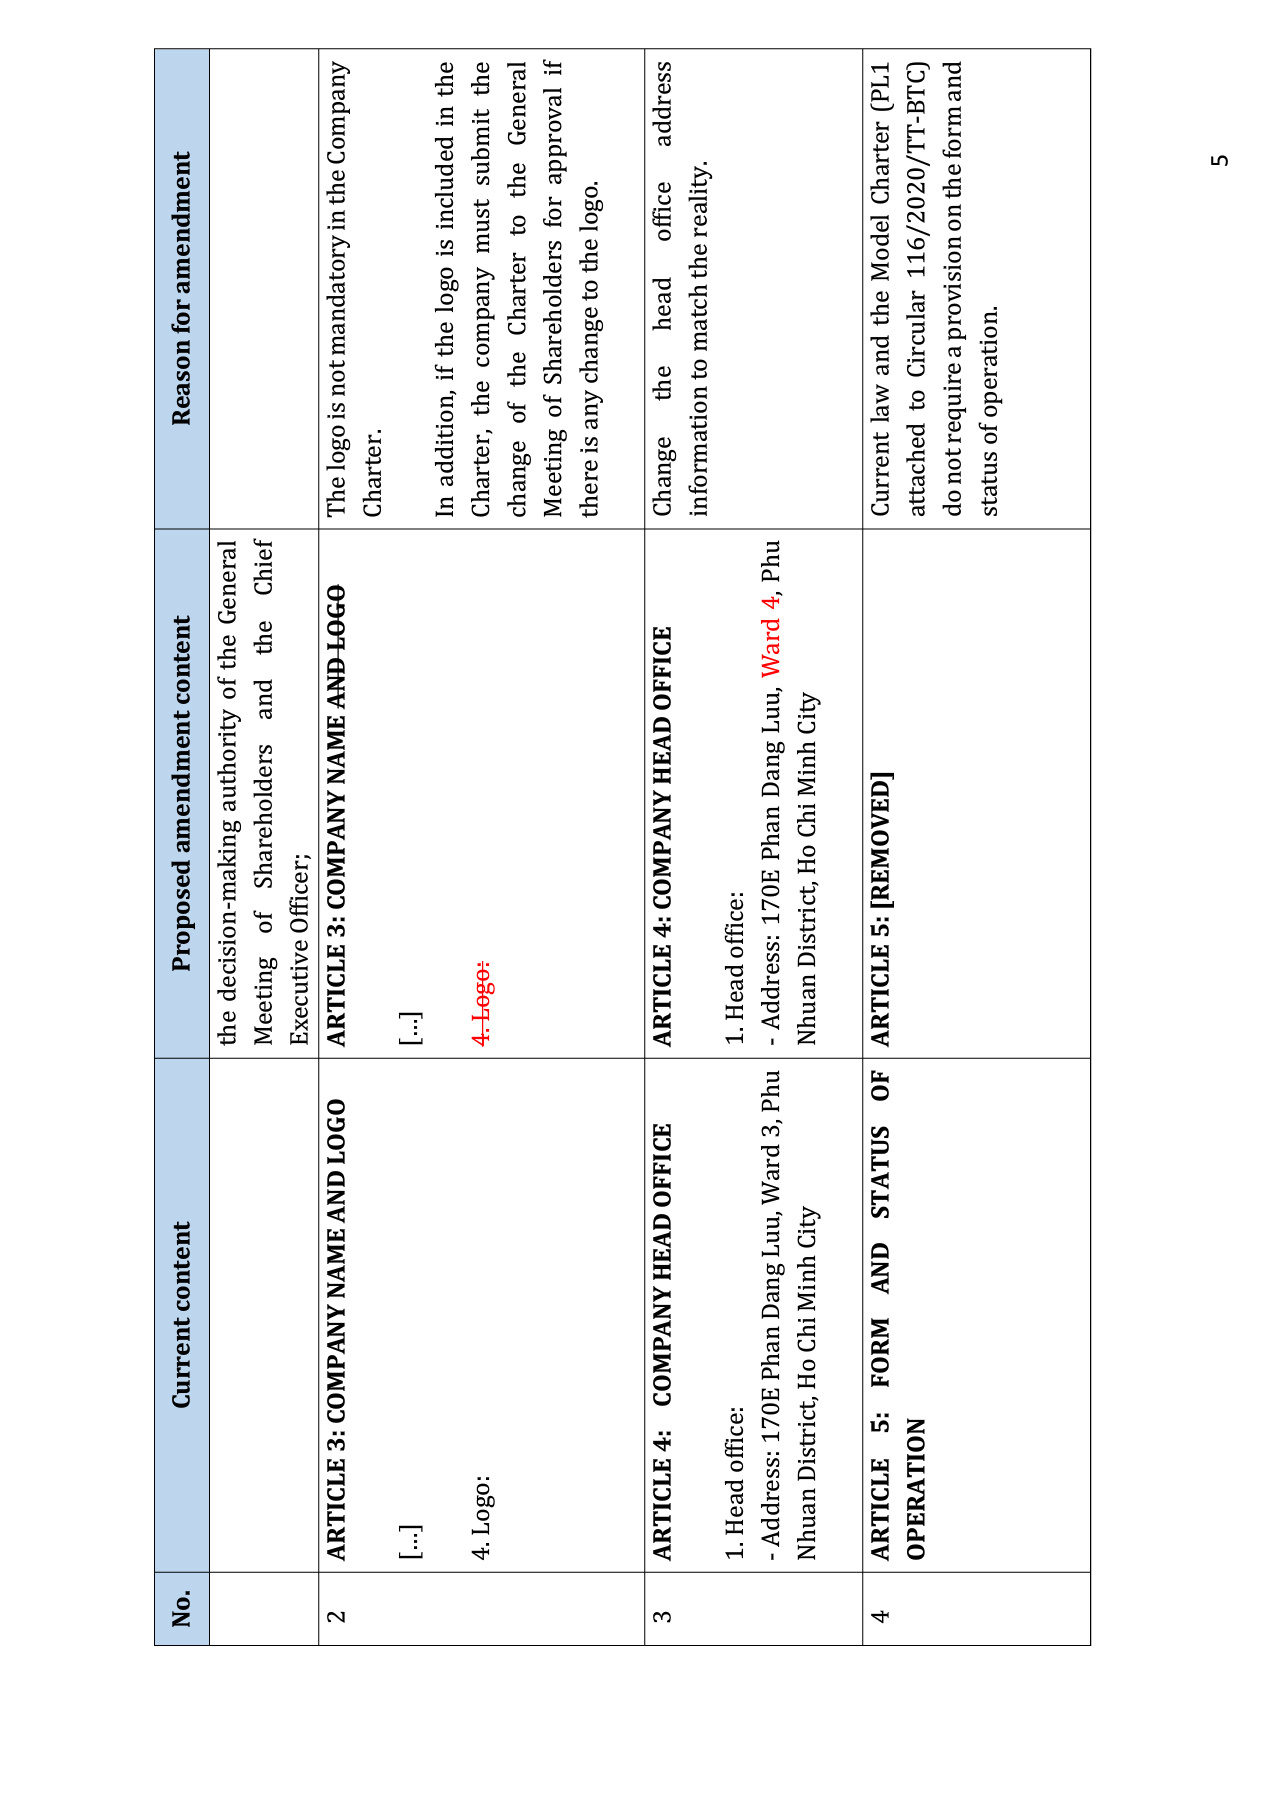 No.
Current content
Proposed amendment content
Reason for amendment
the decision-making authority of the General
Meeting of Shareholders and the Chief
Executive Officer;
2
ARTICLE 3: COMPANY NAME AND LOGO
[...]
4. Logo:
ARTICLE 3: COMPANY NAME AND LOGO
[...]
4. Logo:
The logo is not mandatory in the Company
Charter.
In addition, if the logo is included in the
Charter, the company must submit the
change of the Charter to the General
Meeting of Shareholders for approval if
there is any change to the logo.
3
ARTICLE 4: COMPANY HEAD OFFICE
1. Head office:
- Address: 170E Phan Dang Luu, Ward 3, Phu
Nhuan District, Ho Chi Minh City
ARTICLE 4: COMPANY HEAD OFFICE
1. Head office:
- Address: 170E Phan Dang Luu, Ward 4, Phu
Nhuan District, Ho Chi Minh City
Change the head office address
information to match the reality.
4
ARTICLE 5: FORM AND STATUS OF
OPERATION
ARTICLE 5: [REMOVED]
Current law and the Model Charter (PL1
attached to Circular 116/2020/TT-BTC)
do not require a provision on the form and
status of operation.
5